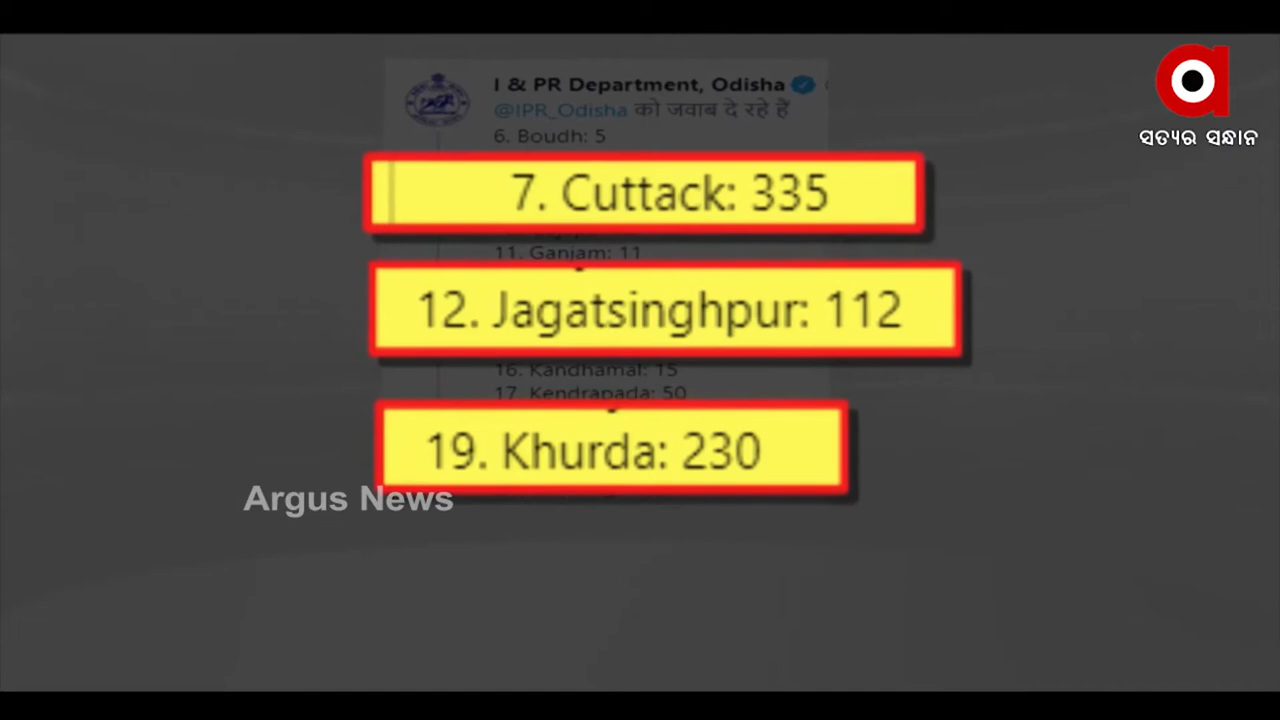 I & PR Department, Odisha
@IPR_Odisha को जवाब दे रहे हैं
6. Boudh: 5
ସତ୍ୟର ସନ୍ଧାନ
7. Cuttack: 335
11. Ganjam: 11
12. Jagatsinghpur: 112
16. Kandhamal: 15
17. Kendrapada: 50
19. Khurda: 230
Argus News